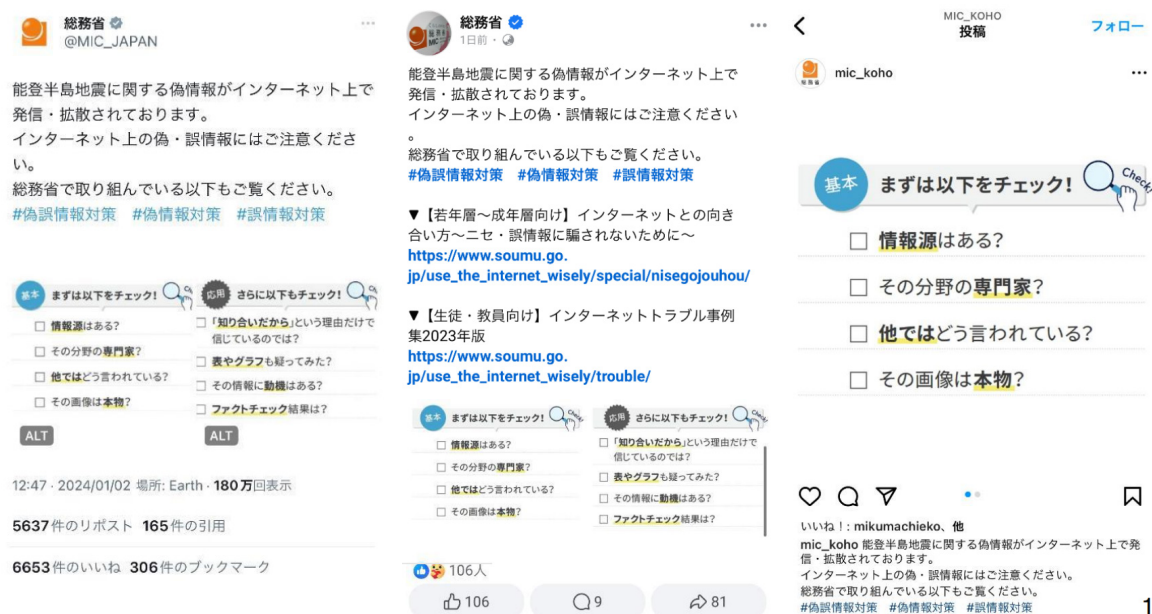 総務省
@MIC_JAPAN
能登半島地震に関する偽情報がインターネット上で
発信・拡散されております。
インターネット上の偽・誤情報にはご注意くださ
い。
総務省で取り組んでいる以下もご覧ください。
#偽誤情報対策 #偽情報対策 #誤情報対策
基本 まずは以下をチェック!
情報源はある?
その分野の専門家?
他ではどう言われている?
その画像は本物?
ALT
応用 さらに以下もチェック!
「知り合いだから」という理由だけで
信じているのでは?
表やグラフも疑ってみた?
その情報に動機はある?
ファクトチェック結果は?
ALT
12:47 · 2024/01/02 場所: Earth · 180万回表示
5637件のリポスト 165件の引用
6653件のいいね 306件のブックマーク
総務省
1日前 ·
能登半島地震に関する偽情報がインターネット上で
発信・拡散されております。
インターネット上の偽・誤情報にはご注意ください
。
総務省で取り組んでいる以下もご覧ください。
#偽誤情報対策 #偽情報対策 #誤情報対策
▼【若年層〜成年層向け】インターネットとの向き
合い方〜ニセ・誤情報に騙されないために〜
https://www.soumu.go.
jp/use_the_internet_wisely/special/nisegojouhou/
▼【生徒・教員向け】インターネットトラブル事例
集2023年版
https://www.soumu.go.
jp/use_the_internet_wisely/trouble/
基本 まずは以下をチェック! Check!
情報源はある?
その分野の専門家?
他ではどう言われている?
その画像は本物?
応用 さらに以下もチェック! Check!
「知り合いだから」という理由だけで
信じているのでは?
表やグラフも疑ってみた?
その情報に動機はある?
ファクトチェック結果は?
106人
106
9
81
MIC_KOHO
投稿
フォロー
総務省
mic_koho
基本 まずは以下をチェック! Check!
情報源はある?
その分野の専門家?
他ではどう言われている?
その画像は本物?
いいね!: mikumachieko、他
mic_koho 能登半島地震に関する偽情報がインターネット上で発
信・拡散されております。
インターネット上の偽・誤情報にはご注意ください。
総務省で取り組んでいる以下もご覧ください。
#偽誤情報対策 #偽情報対策 #誤情報対策
1